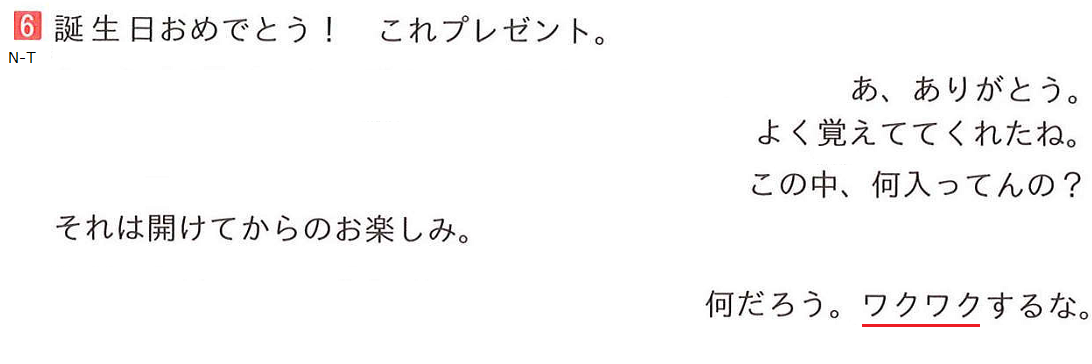 6 誕生日おめでとう！　これプレゼント。
N-T
あ、ありがとう。
よく覚えててくれたね。
この中、何入ってんの？
それは開けてからのお楽しみ。
何だろう。ワクワクするな。